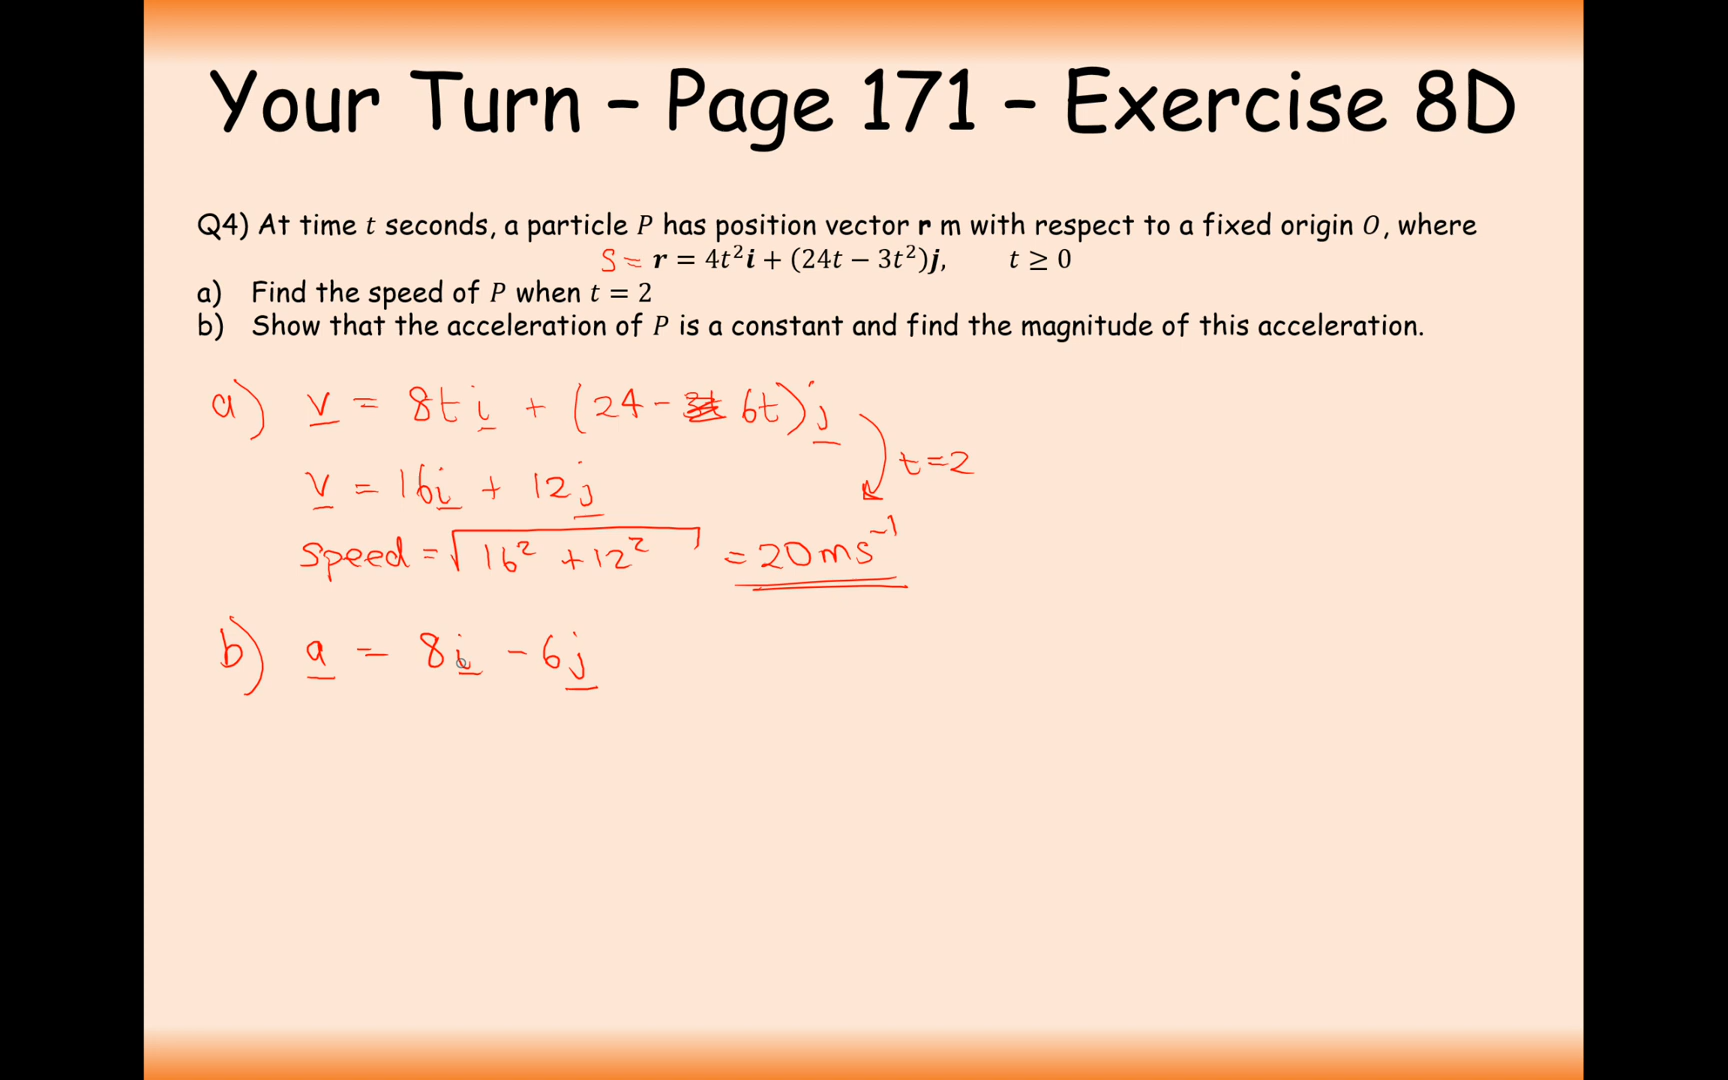 Your Turn – Page 171 – Exercise 8D
Q4) At time t seconds, a particle P has position vector r m with respect to a fixed origin O, where
S = r = 4t²i + (24t − 3t²)j, t ≥ 0
a) Find the speed of P when t = 2
b) Show that the acceleration of P is a constant and find the magnitude of this acceleration.
a) v = 8t i + (24 - 6t) j
t=2
v = 16i + 12j
speed = √16² + 12² = 20ms⁻¹
b) a = 8i - 6j